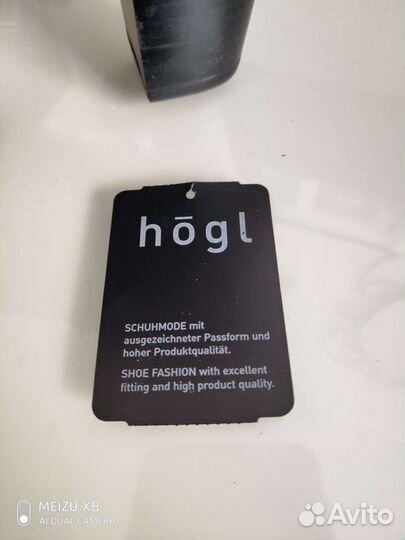 hōgl
SCHUHMODE mit
ausgezeichneter Passform und
hoher Produktqualität.
SHOE FASHION with excellent
fitting and high product quality.
MEIZU X8
AI DUAL CAMERA
Avito